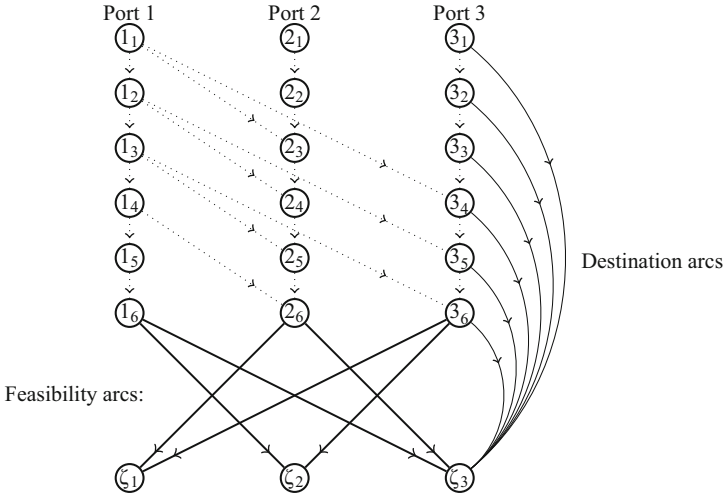 Port 1 Port 2 Port 3
1₁ 2₁ 3₁
1₂ 2₂ 3₂
1₃ 2₃ 3₃
1₄ 2₄ 3₄
1₅ 2₅ 3₅
Destination arcs
1₆ 2₆ 3₆
Feasibility arcs:
ζ₁ ζ₂ ζ₃